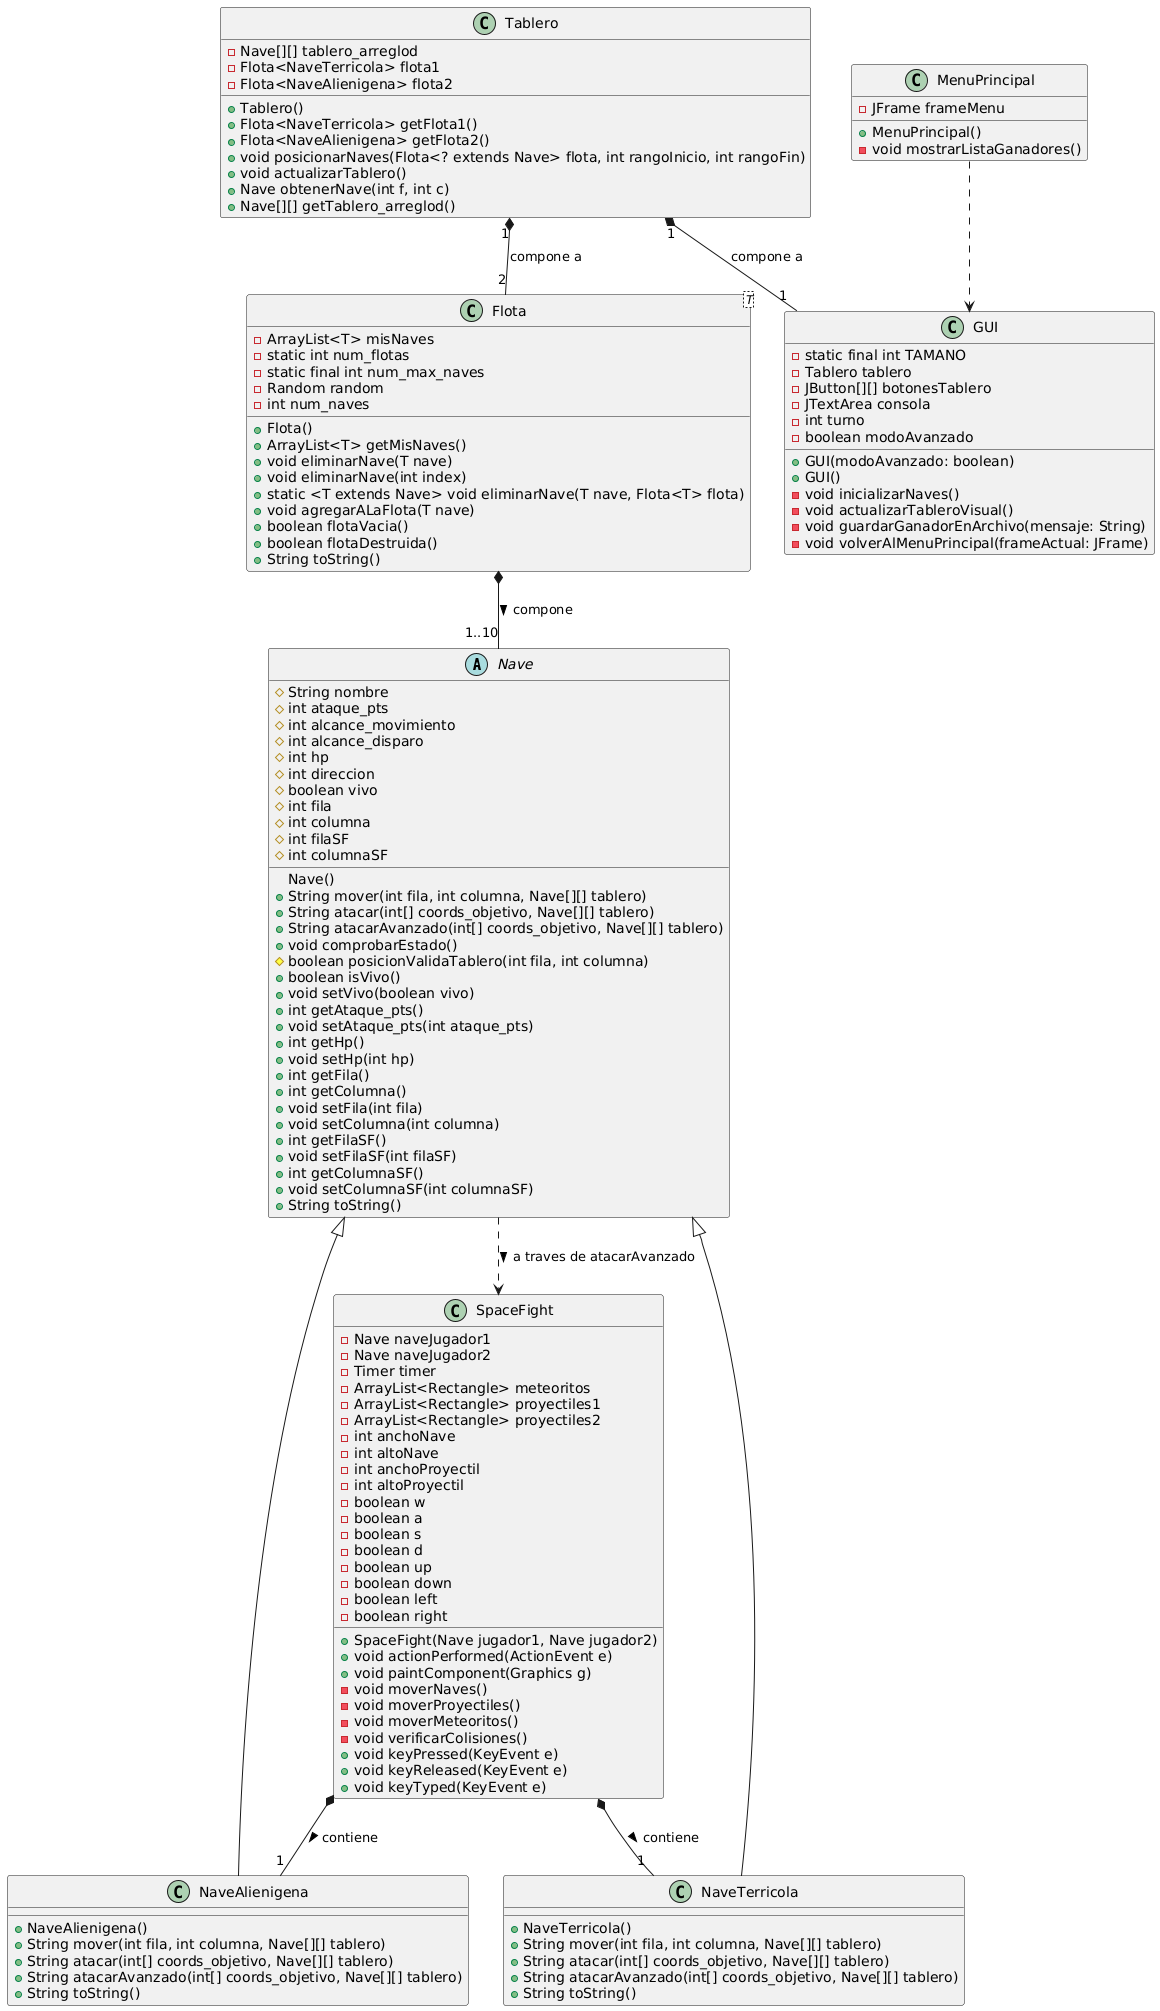 C Tablero
Nave[][] tablero_arreglod
Flota<NaveTerricola> flota1
Flota<NaveAlienigena> flota2
Tablero()
Flota<NaveTerricola> getFlota1()
Flota<NaveAlienigena> getFlota2()
void posicionarNaves(Flota<? extends Nave> flota, int rangoInicio, int rangoFin)
void actualizarTablero()
Nave obtenerNave(int f, int c)
Nave[][] getTablero_arreglod()
C MenuPrincipal
JFrame frameMenu
MenuPrincipal()
void mostrarListaGanadores()
1
compone a
2
1
compone a
1
C Flota
T
ArrayList<T> misNaves
static int num_flotas
static final int num_max_naves
Random random
int num_naves
Flota()
ArrayList<T> getMisNaves()
void eliminarNave(T nave)
void eliminarNave(int index)
static <T extends Nave> void eliminarNave(T nave, Flota<T> flota)
void agregarALaFlota(T nave)
boolean flotaVacia()
boolean flotaDestruida()
String toString()
C GUI
static final int TAMANO
Tablero tablero
JButton[][] botonesTablero
JTextArea consola
int turno
boolean modoAvanzado
GUI(modoAvanzado: boolean)
GUI()
void inicializarNaves()
void actualizarTableroVisual()
void guardarGanadorEnArchivo(mensaje: String)
void volverAlMenuPrincipal(frameActual: JFrame)
compone
1..10
A Nave
String nombre
int ataque_pts
int alcance_movimiento
int alcance_disparo
int hp
int direccion
boolean vivo
int fila
int columna
int filaSF
int columnaSF
Nave()
String mover(int fila, int columna, Nave[][] tablero)
String atacar(int[] coords_objetivo, Nave[][] tablero)
String atacarAvanzado(int[] coords_objetivo, Nave[][] tablero)
void comprobarEstado()
boolean posicionValidaTablero(int fila, int columna)
boolean isVivo()
void setVivo(boolean vivo)
int getAtaque_pts()
void setAtaque_pts(int ataque_pts)
int getHp()
void setHp(int hp)
int getFila()
int getColumna()
void setFila(int fila)
void setColumna(int columna)
int getFilaSF()
void setFilaSF(int filaSF)
int getColumnaSF()
void setColumnaSF(int columnaSF)
String toString()
a traves de atacarAvanzado
C SpaceFight
Nave naveJugador1
Nave naveJugador2
Timer timer
ArrayList<Rectangle> meteoritos
ArrayList<Rectangle> proyectiles1
ArrayList<Rectangle> proyectiles2
int anchoNave
int altoNave
int anchoProyectil
int altoProyectil
boolean w
boolean a
boolean s
boolean d
boolean up
boolean down
boolean left
boolean right
SpaceFight(Nave jugador1, Nave jugador2)
void actionPerformed(ActionEvent e)
void paintComponent(Graphics g)
void moverNaves()
void moverProyectiles()
void moverMeteoritos()
void verificarColisiones()
void keyPressed(KeyEvent e)
void keyReleased(KeyEvent e)
void keyTyped(KeyEvent e)
contiene
1
contiene
1
C NaveAlienigena
NaveAlienigena()
String mover(int fila, int columna, Nave[][] tablero)
String atacar(int[] coords_objetivo, Nave[][] tablero)
String atacarAvanzado(int[] coords_objetivo, Nave[][] tablero)
String toString()
C NaveTerricola
NaveTerricola()
String mover(int fila, int columna, Nave[][] tablero)
String atacar(int[] coords_objetivo, Nave[][] tablero)
String atacarAvanzado(int[] coords_objetivo, Nave[][] tablero)
String toString()